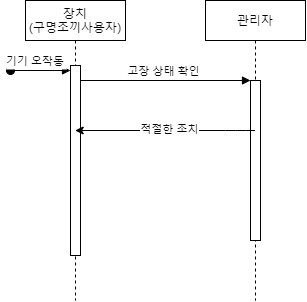 장치
(구명조끼사용자)
관리자
기기 오작동
고장 상태 확인
적절한 조치